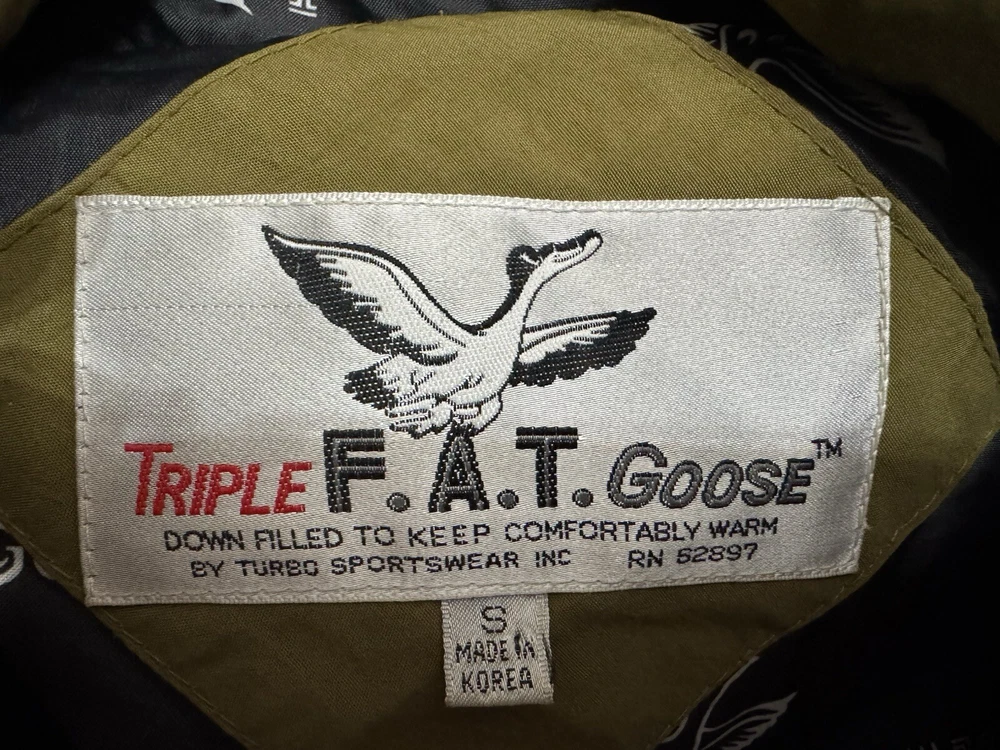 TRIPLE F.A.T. GOOSE™
DOWN FILLED TO KEEP COMFORTABLY WARM
BY TURBO SPORTSWEAR INC RN 62897
S
MADE IN
KOREA